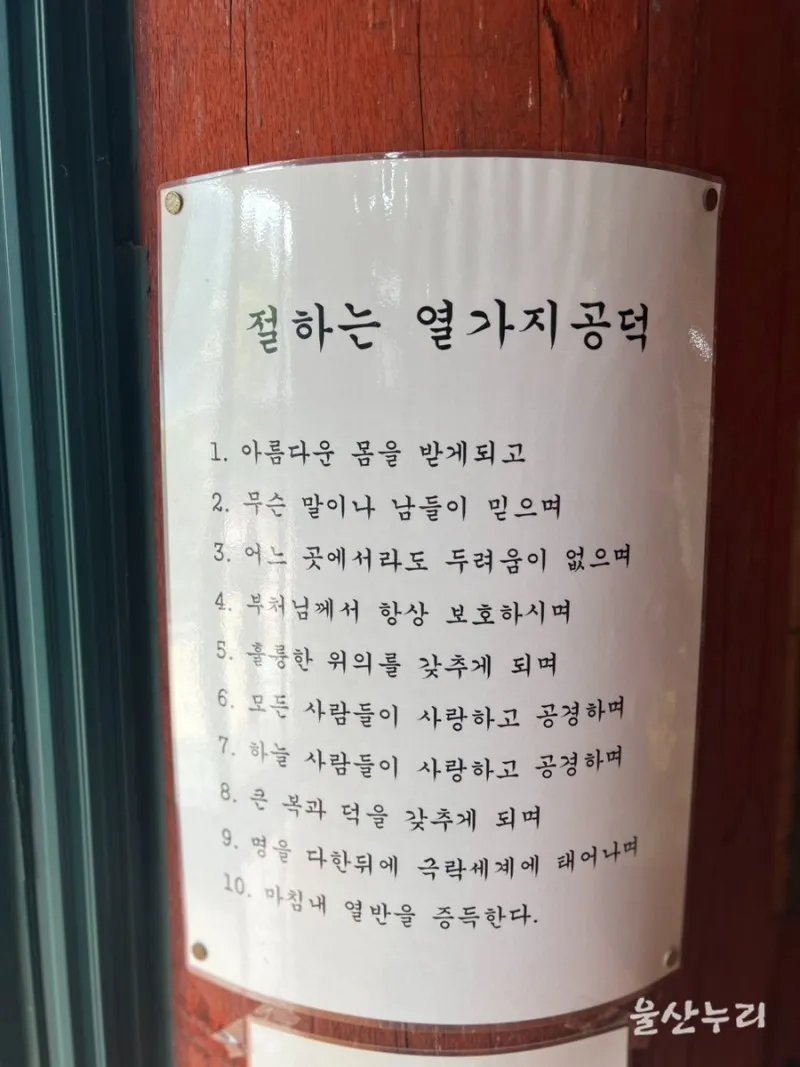 절하는 열가지공덕
1. 아름다운 몸을 받게되고
2. 무슨 말이나 남들이 믿으며
3. 어느 곳에서라도 두려움이 없으며
4. 부처님께서 항상 보호하시며
5. 훌륭한 위의를 갖추게 되며
6. 모든 사람들이 사랑하고 공경하며
7. 하늘 사람들이 사랑하고 공경하며
8. 큰 복과 덕을 갖추게 되며
9. 명을 다한뒤에 극락세계에 태어나며
10. 마침내 열반을 증득한다.
울산누리